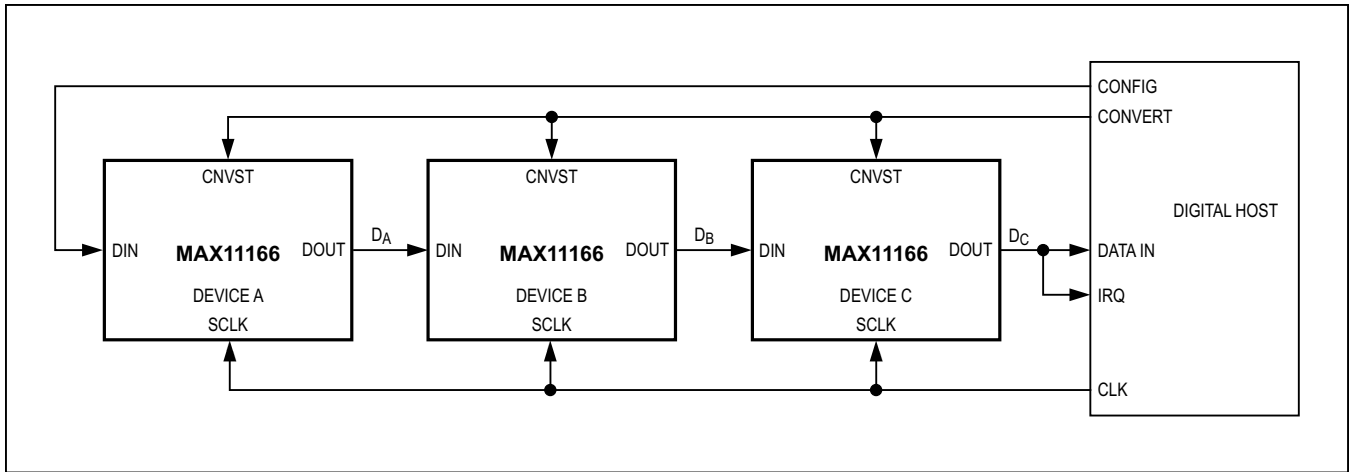 CONFIG
CONVERT
CNVST
CNVST
CNVST
DIGITAL HOST
DIN
MAX11166
DOUT
DA
DIN
MAX11166
DOUT
DB
DIN
MAX11166
DOUT
DC
DATA IN
DEVICE A
DEVICE B
DEVICE C
IRQ
SCLK
SCLK
SCLK
CLK